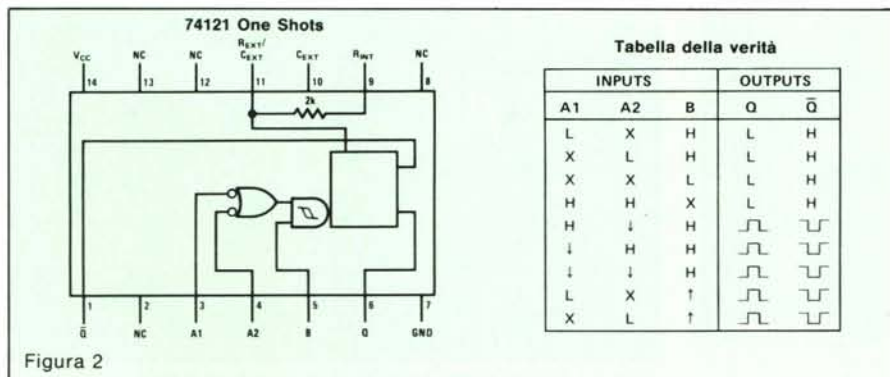 74121 One Shots
VCC NC NC REXT/ CEXT CEXT RINT NC
14 13 12 11 10 9 8
2k
1 2 3 4 5 6 7
Q̄ NC A1 A2 B Q GND
Figura 2
Tabella della verità
INPUTS OUTPUTS
A1 A2 B Q Q̄
L X H L H
X L H L H
X X L L H
H H X L H
H ↓ H
↓ H H
↓ ↓ H
L X ↑
X L ↑